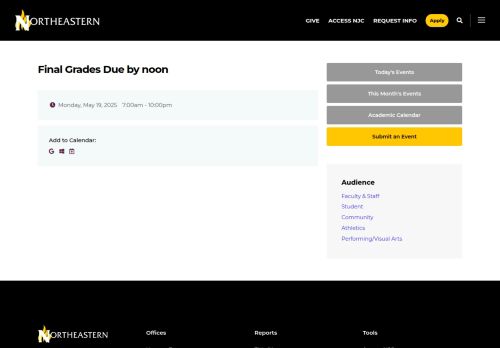 NORTHEASTERN
GIVE
ACCESS NJC
REQUEST INFO
Apply
Final Grades Due by noon
Monday, May 19, 2025 7:00am - 10:00pm
Add to Calendar:
Today's Events
This Month's Events
Academic Calendar
Submit an Event
Audience
Faculty & Staff
Student
Community
Athletics
Performing/Visual Arts
NORTHEASTERN
Offices
Reports
Tools